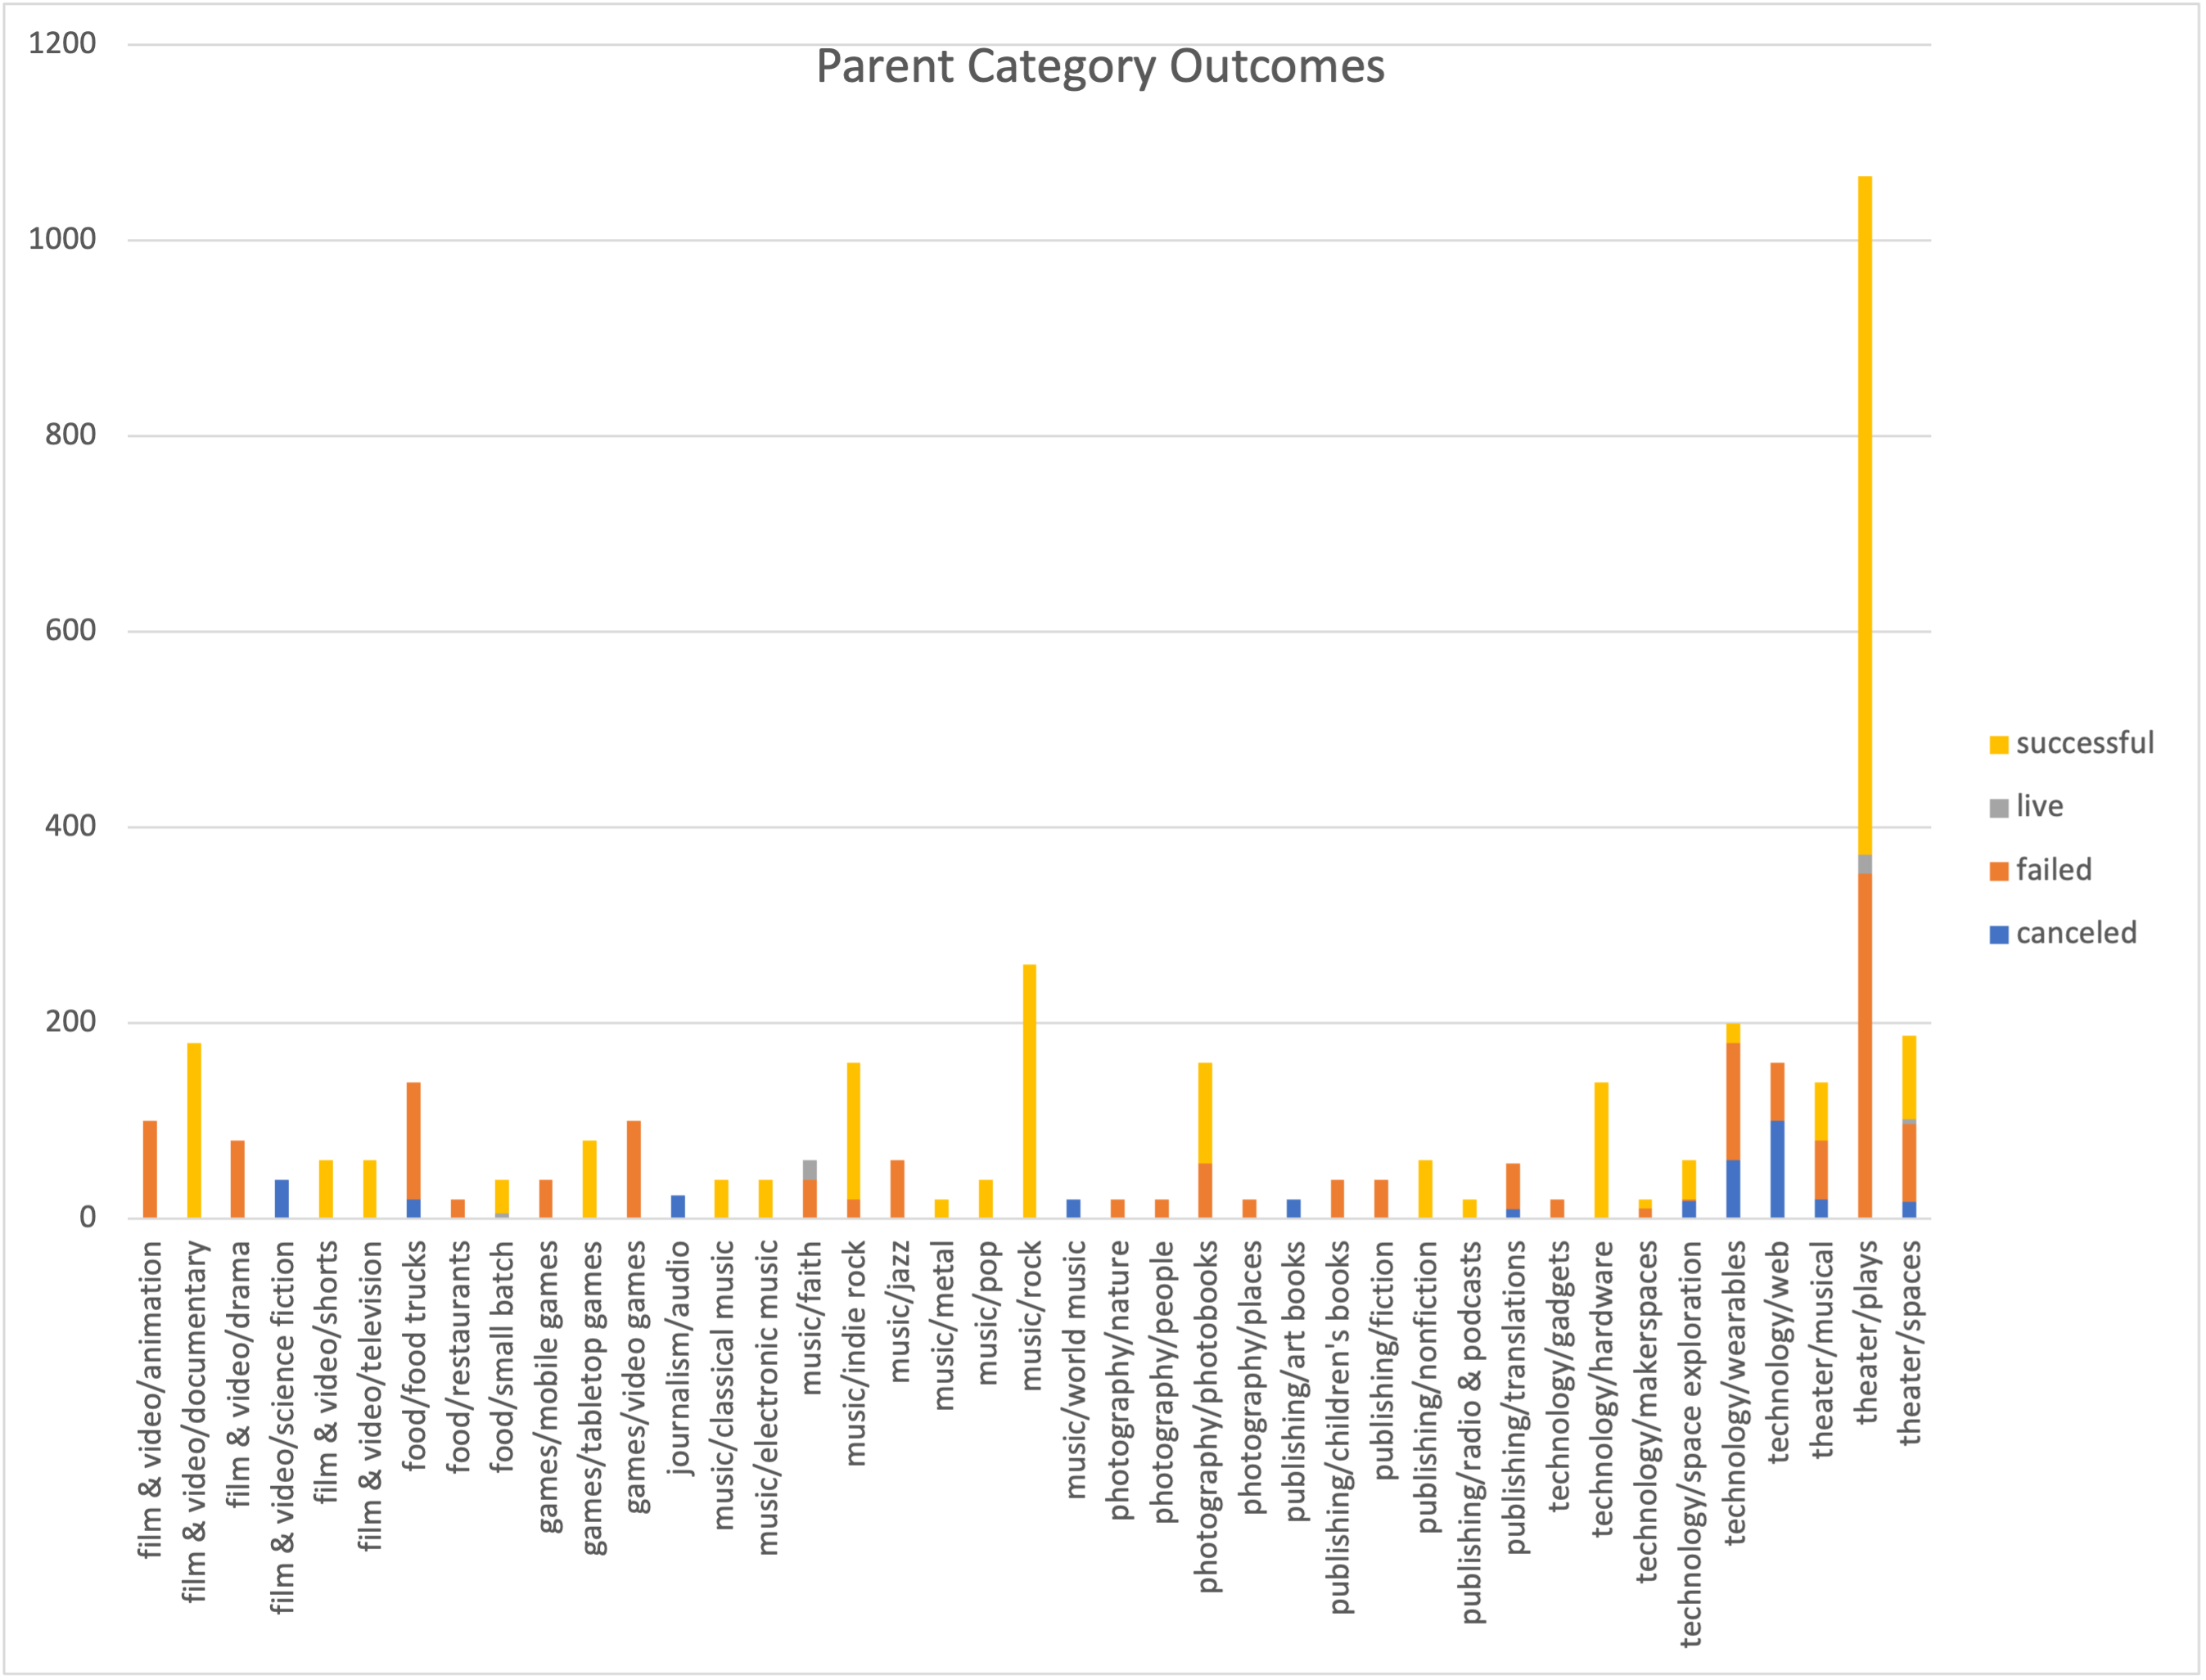 Parent Category Outcomes
1200
1000
800
600
400
200
0
successful
live
failed
canceled
film & video/animation
film & video/documentary
film & video/drama
film & video/science fiction
film & video/shorts
film & video/television
food/food trucks
food/restaurants
food/small batch
games/mobile games
games/tabletop games
games/video games
journalism/audio
music/classical music
music/electronic music
music/faith
music/indie rock
music/jazz
music/metal
music/pop
music/rock
music/world music
photography/nature
photography/people
photography/photobooks
photography/places
publishing/art books
publishing/children's books
publishing/fiction
publishing/nonfiction
publishing/radio & podcasts
publishing/translations
technology/gadgets
technology/hardware
technology/makerspaces
technology/space exploration
technology/wearables
technology/web
theater/musical
theater/plays
theater/spaces